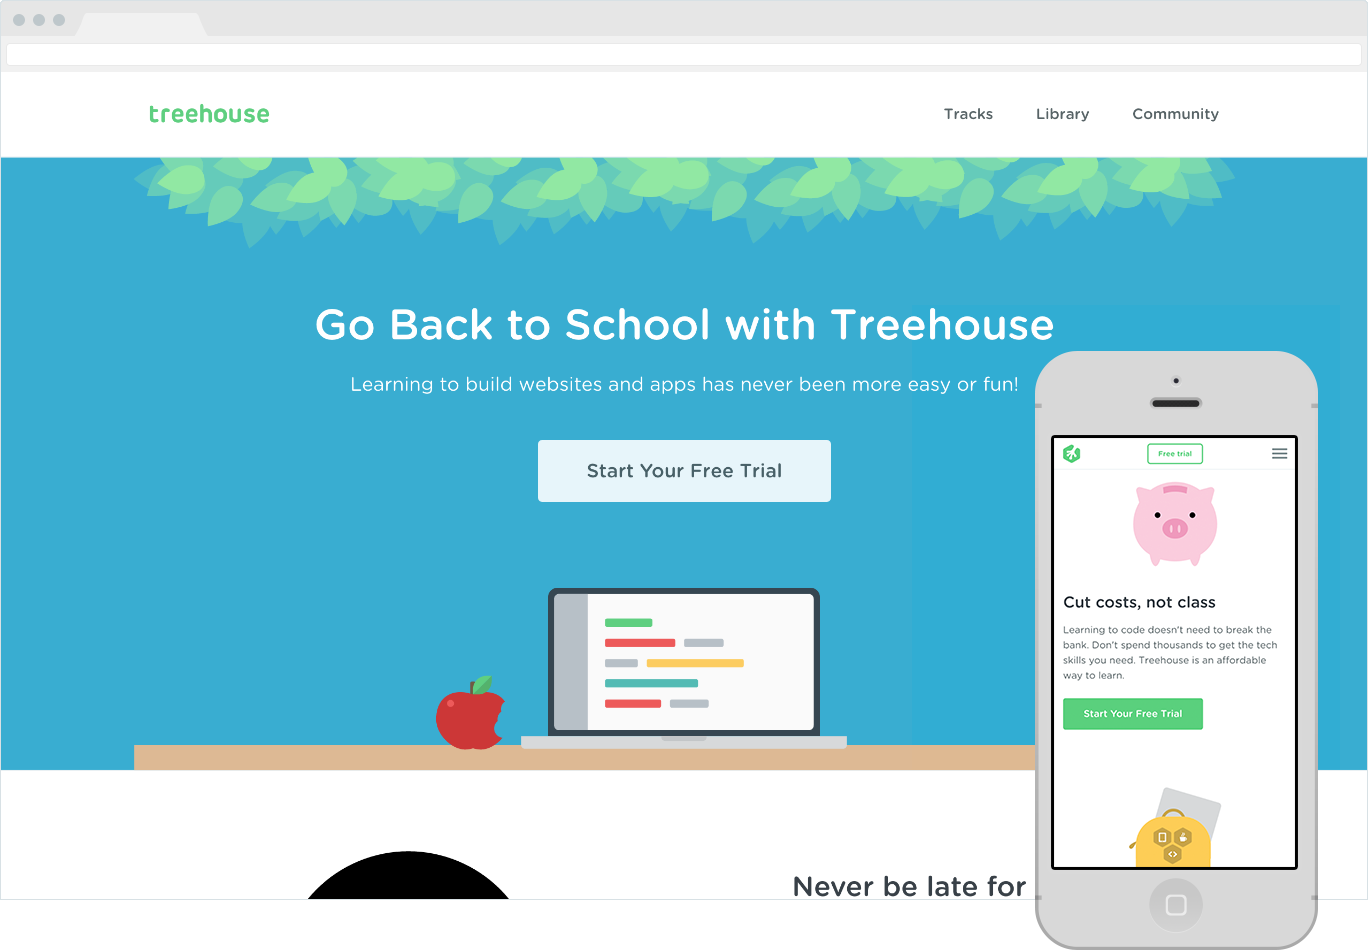 treehouse
Tracks
Library
Community
Go Back to School with Treehouse
Learning to build websites and apps has never been more easy or fun!
Start Your Free Trial
Never be late for
Free trial
Cut costs, not class
Learning to code doesn't need to break the
bank. Don't spend thousands to get the tech
skills you need. Treehouse is an affordable
way to learn.
Start Your Free Trial